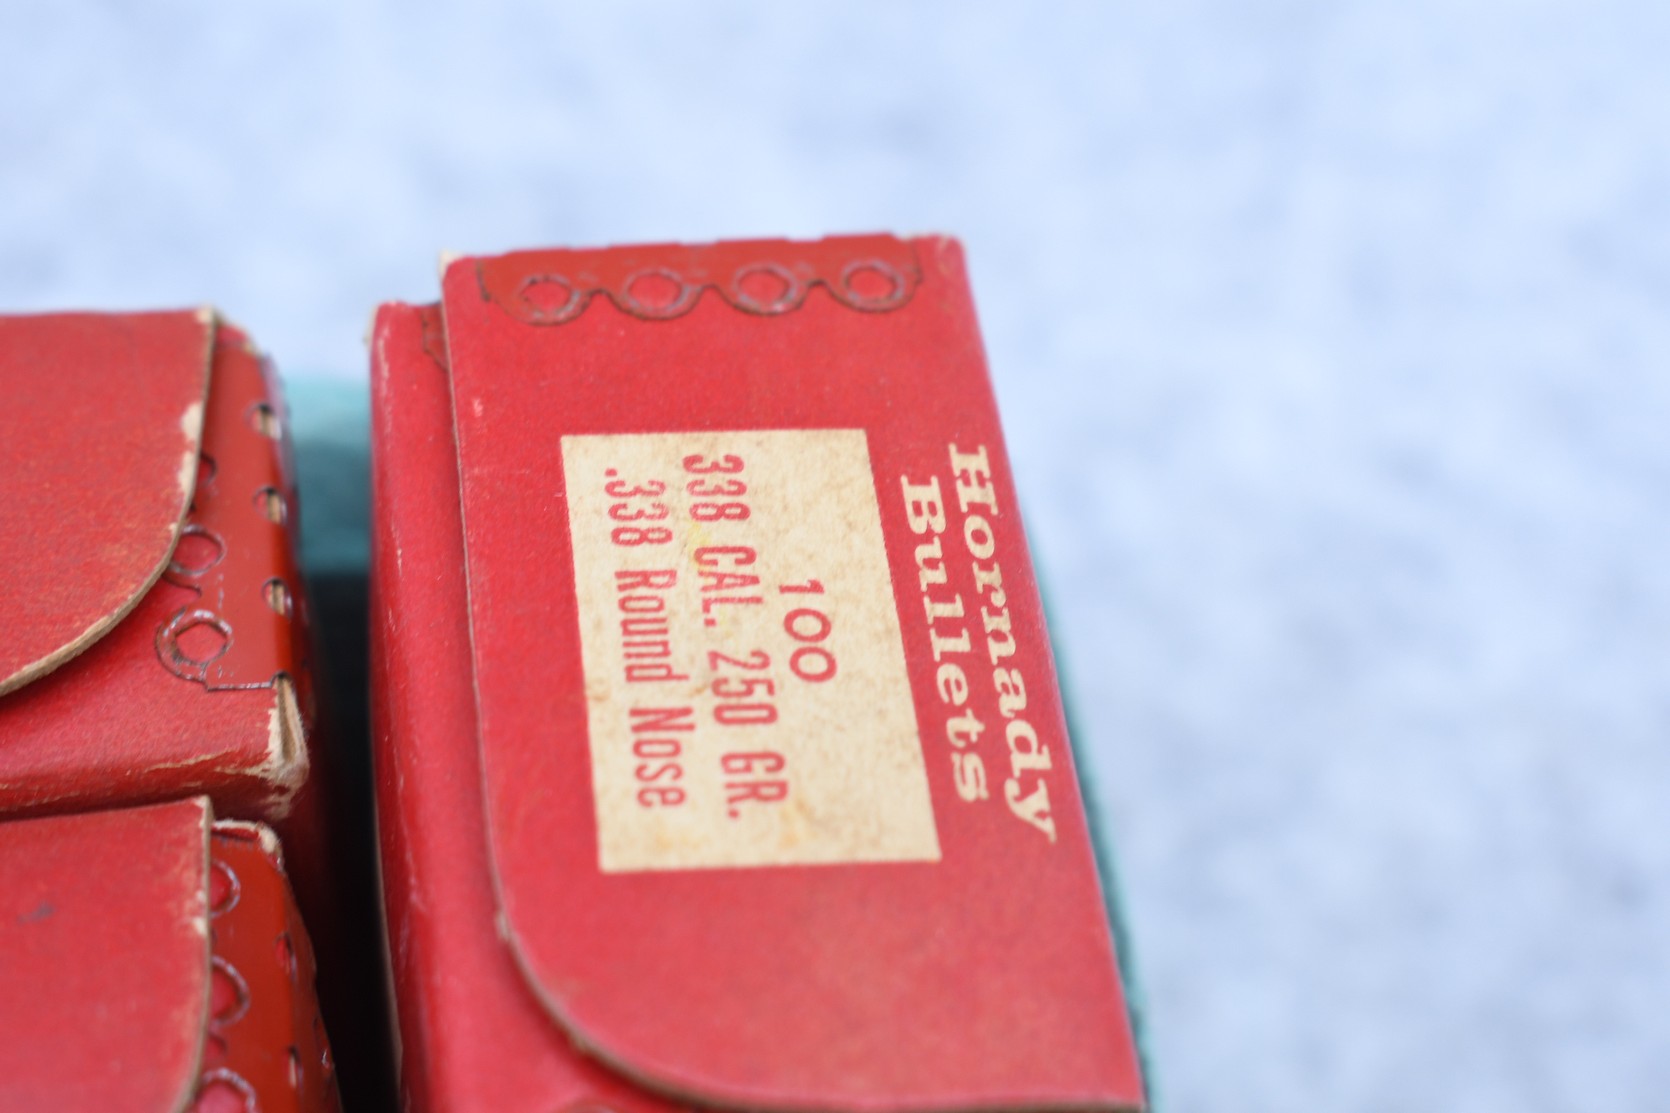 Hornady
Bullets
100
338 CAL. 250 GR.
.338 Round Nose